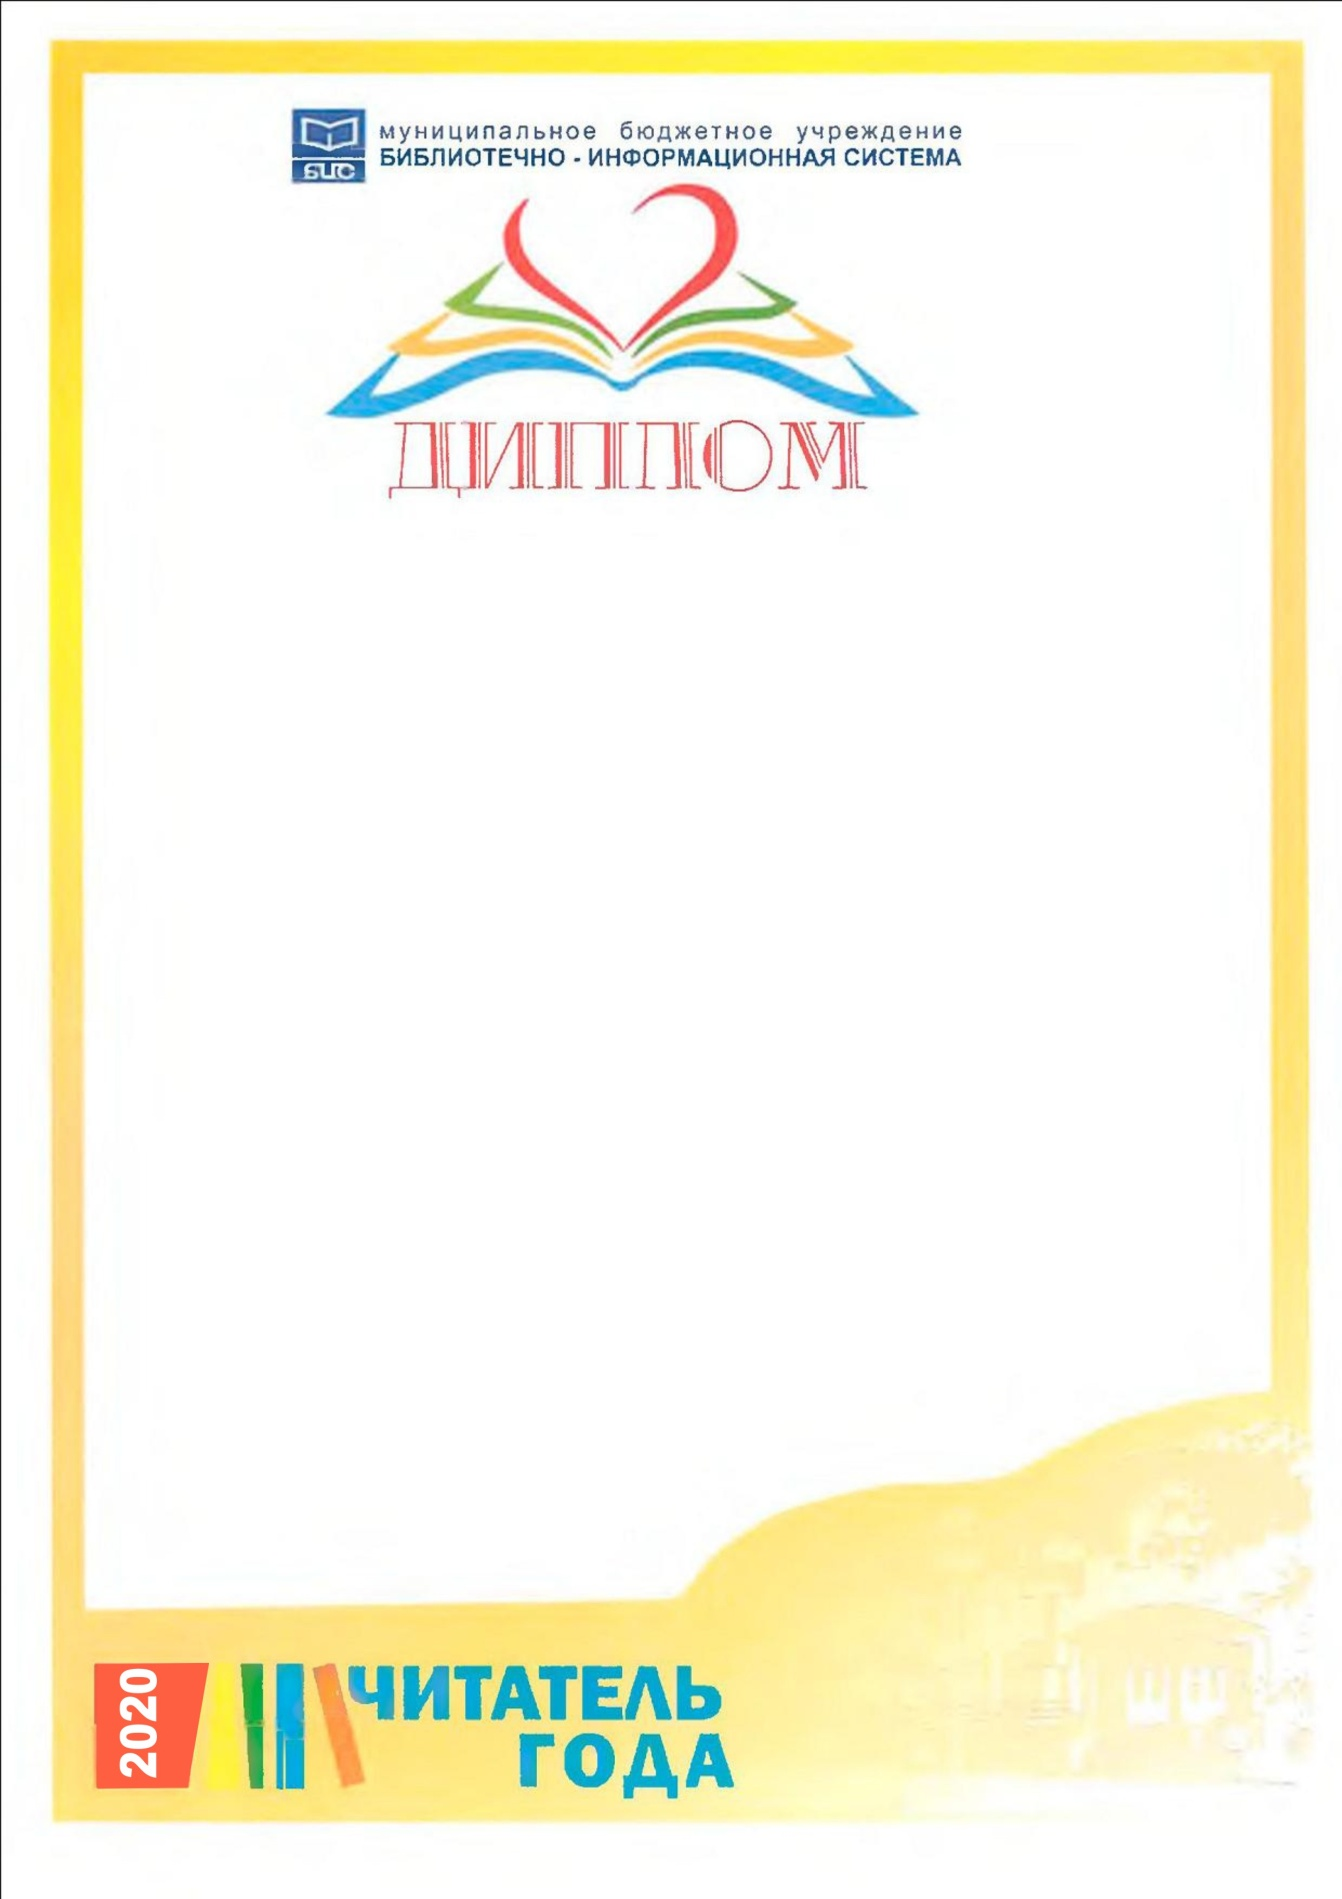 муниципальное бюджетное учреждение
БИБЛИОТЕЧНО - ИНФОРМАЦИОННАЯ СИСТЕМА
БИС
ДИПЛОМ
2020
ЧИТАТЕЛЬ
ГОДА